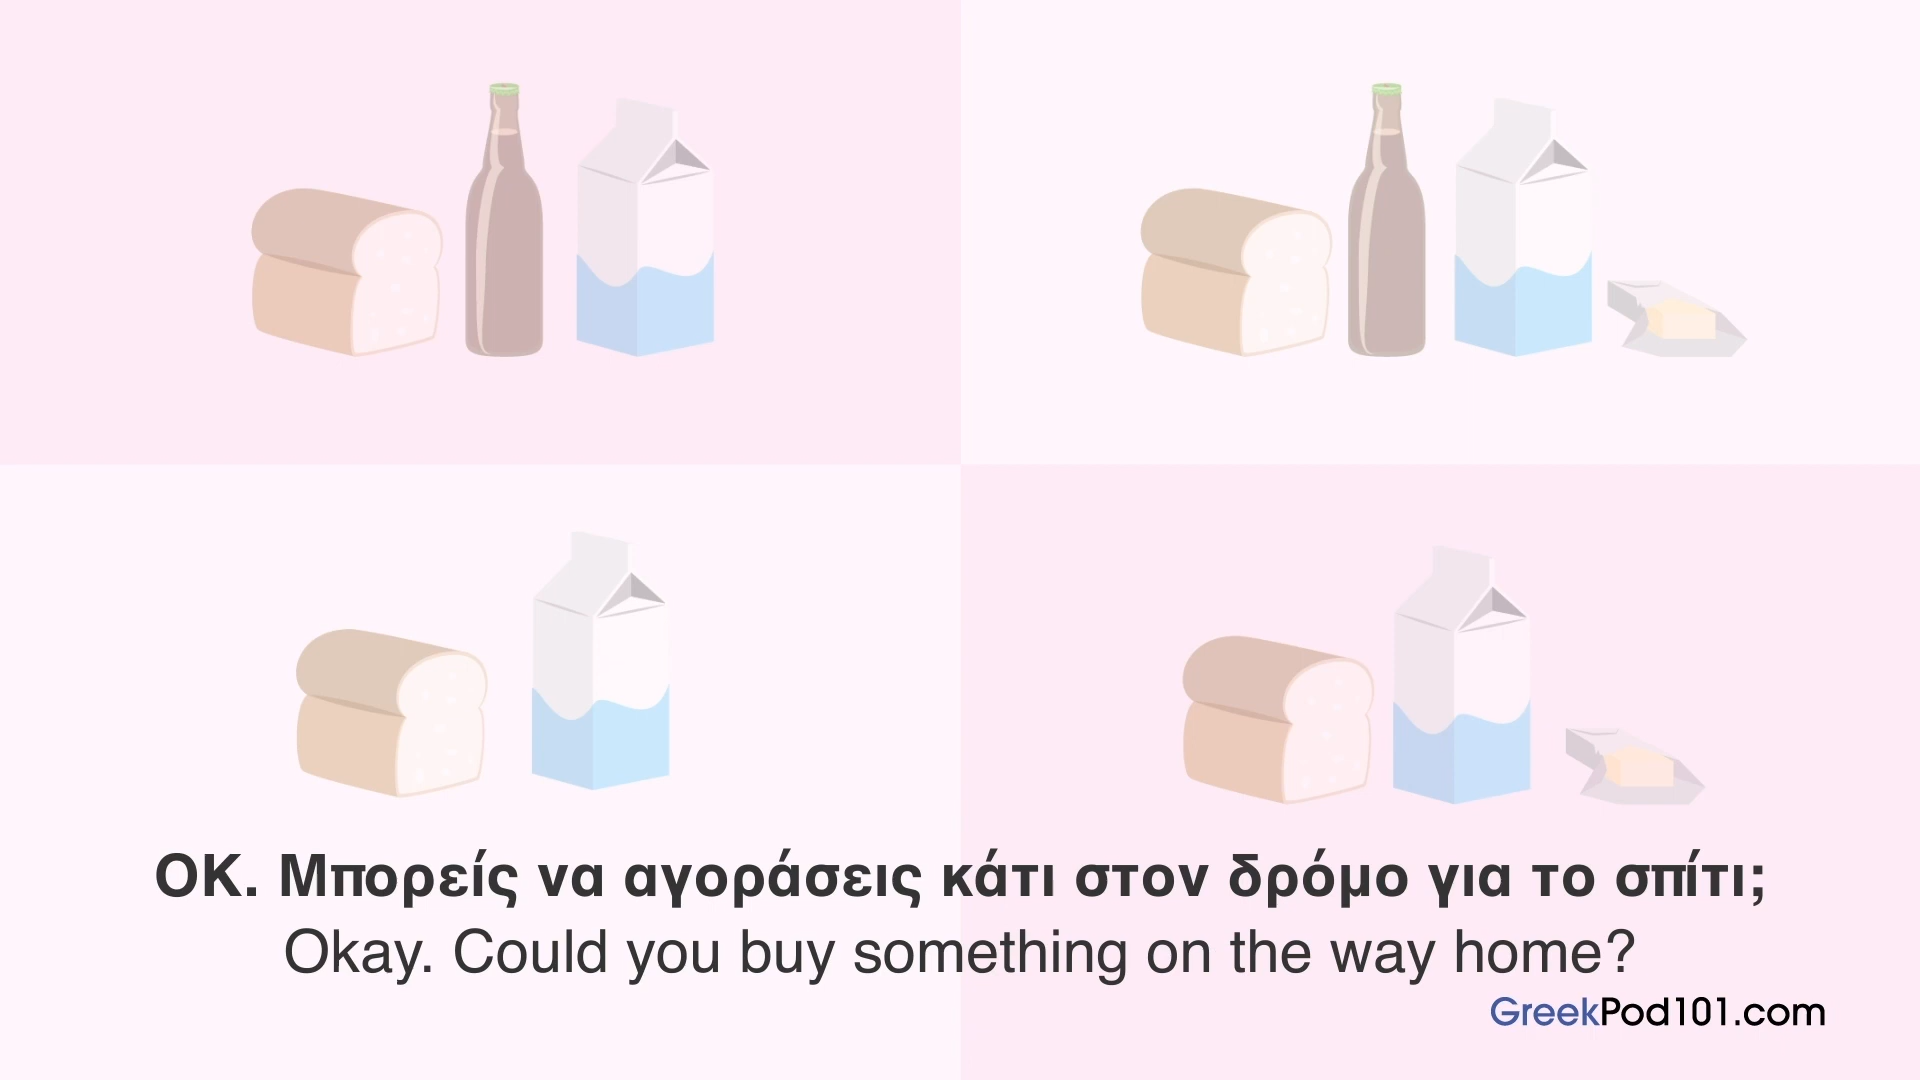 ΟΚ. Μπορείς να αγοράσεις κάτι στον δρόμο για το σπίτι;
Okay. Could you buy something on the way home?
GreekPod101.com